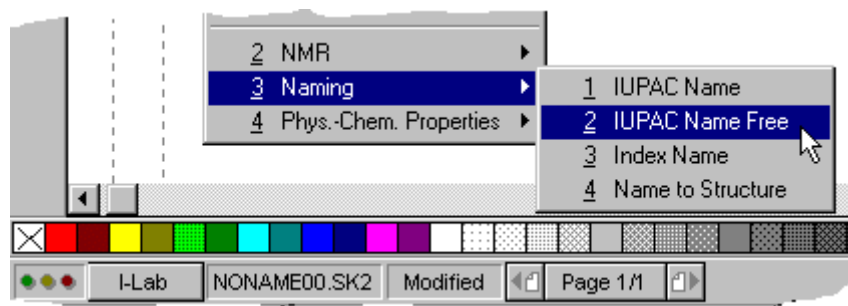 2 NMR
3 Naming
4 Phys.-Chem. Properties
1 IUPAC Name
2 IUPAC Name Free
3 Index Name
4 Name to Structure
I-Lab NONAME00.SK2 Modified Page 1/1